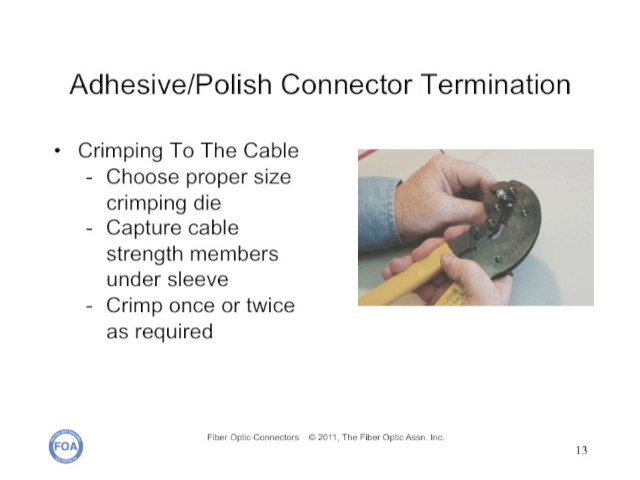 Adhesive/Polish Connector Termination
• Crimping To The Cable
- Choose proper size
crimping die
- Capture cable
strength members
under sleeve
- Crimp once or twice
as required
FOA
Fiber Optic Connectors © 2011, The Fiber Optic Assn. Inc.
13